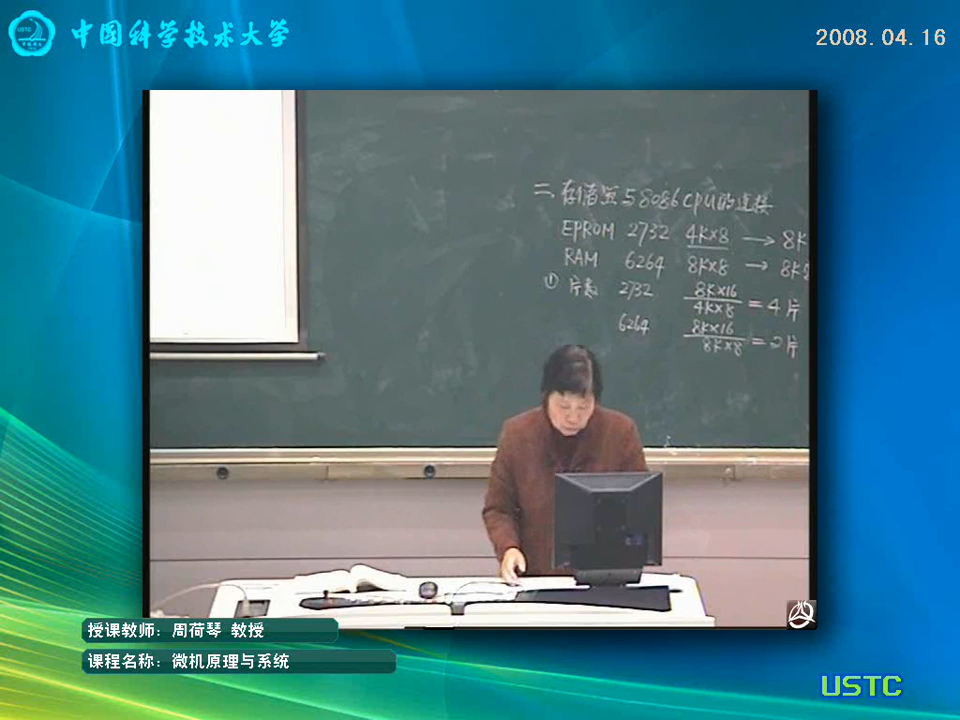 中国科学技术大学
2008.04.16
二、存储器与8086CPU的连接
EPROM 2732 4K×8 → 8K
RAM 6264 8K×8 → 8K
① 片数 2732 8K×16 / 4K×8 = 4片
6264 8K×16 / 8K×8 = 2片
授课教师：周荷琴 教授
课程名称：微机原理与系统
USTC